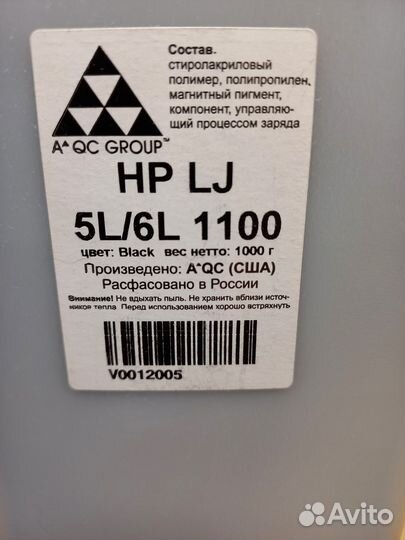 Состав.
стиролакриловый
полимер, полипропилен,
магнитный пигмент,
компонент, управляю-
щий процессом заряда
A^QC GROUP™
HP LJ
5L/6L 1100
цвет: Black вес нетто: 1000 г
Произведено: A^QC (США)
Расфасовано в России
Внимание! Не вдыхать пыль. Не хранить вблизи источ-
ников тепла Перед использованием хорошо встряхнуть
V0012005
Avito